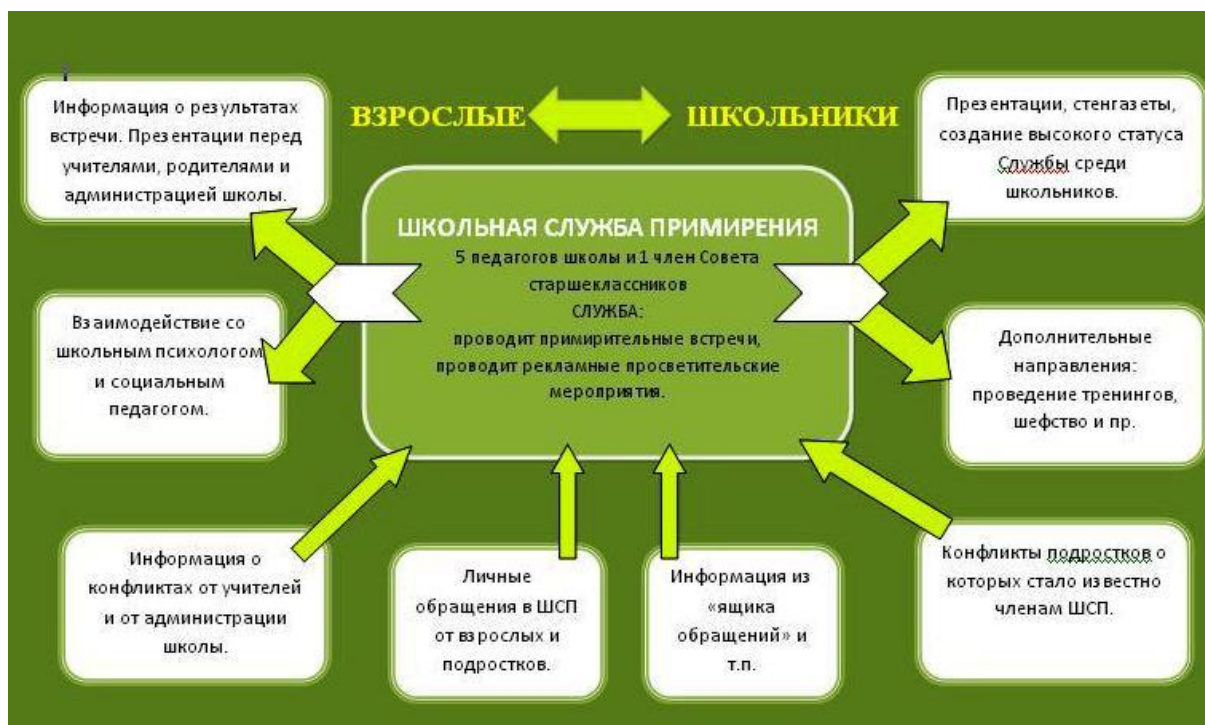 Информация о результатах
встречи. Презентации перед
учителями, родителями и
администрацией школы.
ВЗРОСЛЫЕ
ШКОЛЬНИКИ
Презентации, стенгазеты,
создание высокого статуса
Службы среди
школьников.
ШКОЛЬНАЯ СЛУЖБА ПРИМИРЕНИЯ
5 педагогов школы и 1 член Совета
старшеклассников
СЛУЖБА:
проводит примирительные встречи,
проводит рекламные просветительские
мероприятия.
Взаимодействие со
школьным психологом
и социальным
педагогом.
Дополнительные
направления:
проведение тренингов,
шефство и пр.
Информация о
конфликтах от учителей
и от администрации
школы.
Личные
обращения в ШСП
от взрослых и
подростков.
Информация из
«ящика
обращений» и
т.п.
Конфликты подростков о
которых стало известно
членам ШСП.